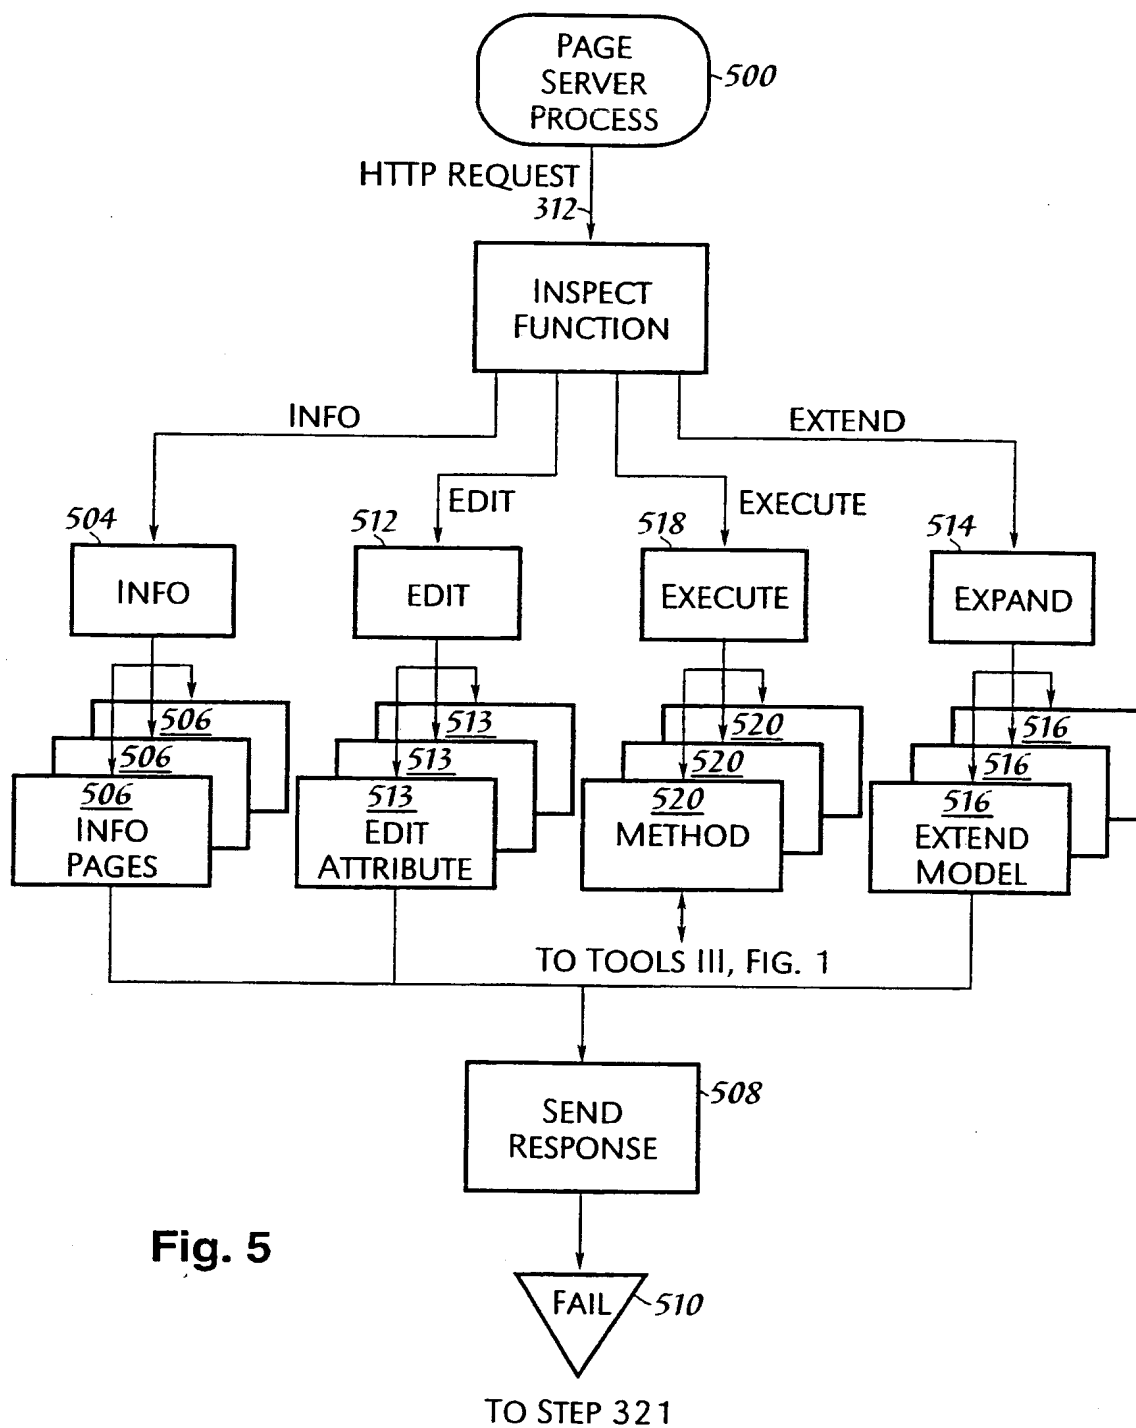 PAGE
SERVER
PROCESS
500
HTTP REQUEST
312
INSPECT
FUNCTION
INFO
EXTEND
EDIT
EXECUTE
504
512
518
514
INFO
EDIT
EXECUTE
EXPAND
506
513
520
516
506
513
520
516
506
513
520
516
INFO
PAGES
EDIT
ATTRIBUTE
METHOD
EXTEND
MODEL
TO TOOLS III, FIG. 1
SEND
RESPONSE
508
Fig. 5
FAIL
510
TO STEP 321